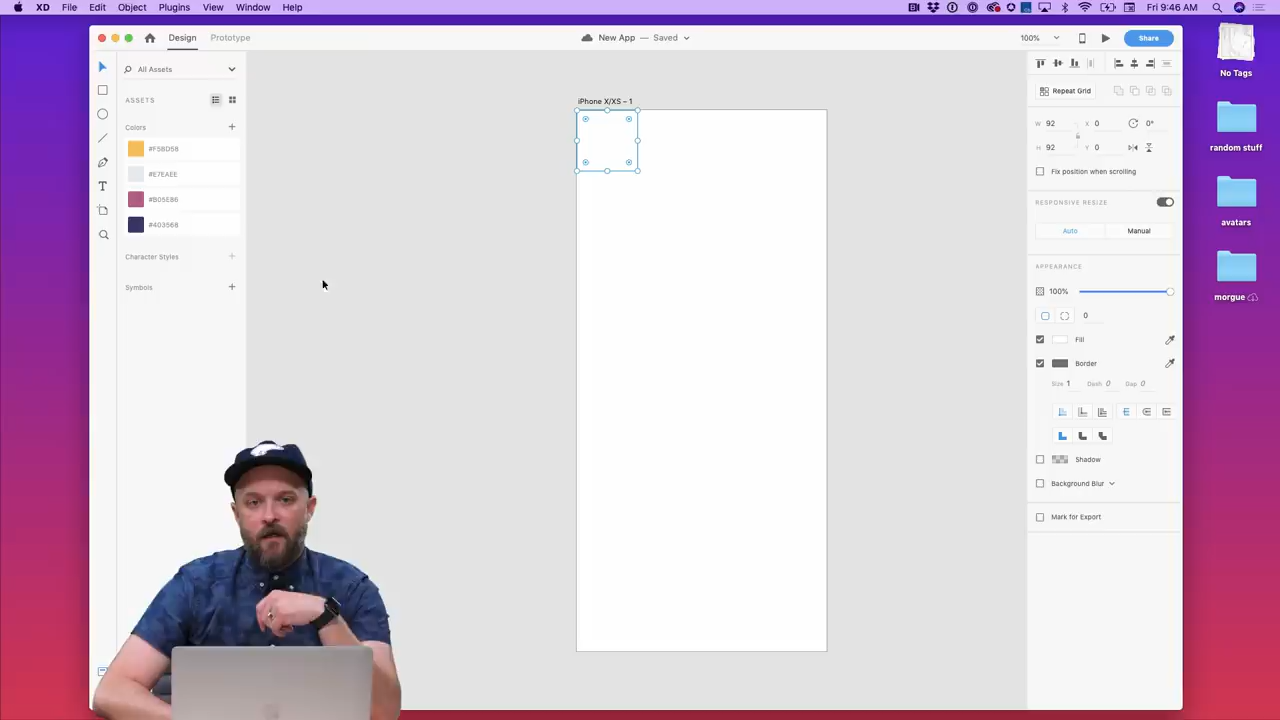 XD File Edit Object Plugins View Window Help
Fri 9:46 AM
Design Prototype
New App — Saved
100%
Share
All Assets
ASSETS
Colors
#F5BD58
#E7EAEE
#B05E86
#403568
Character Styles
Symbols
iPhone X/XS – 1
Repeat Grid
W 92 X 0 0°
H 92 Y 0
Fix position when scrolling
RESPONSIVE RESIZE
Auto Manual
APPEARANCE
100%
0
Fill
Border
Size 1 Dash 0 Gap 0
Shadow
Background Blur
Mark for Export
No Tags
random stuff
avatars
morgue